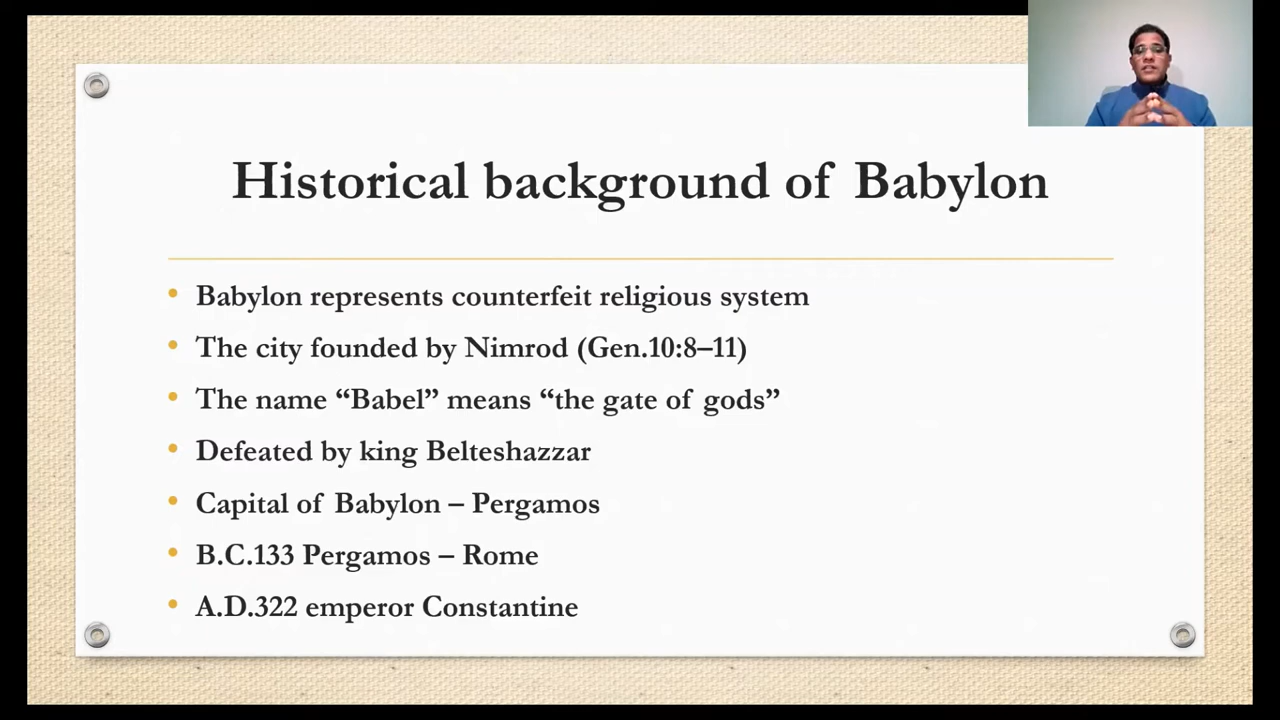 Historical background of Babylon
• Babylon represents counterfeit religious system
• The city founded by Nimrod (Gen.10:8–11)
• The name “Babel” means “the gate of gods”
• Defeated by king Belteshazzar
• Capital of Babylon – Pergamos
• B.C.133 Pergamos – Rome
• A.D.322 emperor Constantine